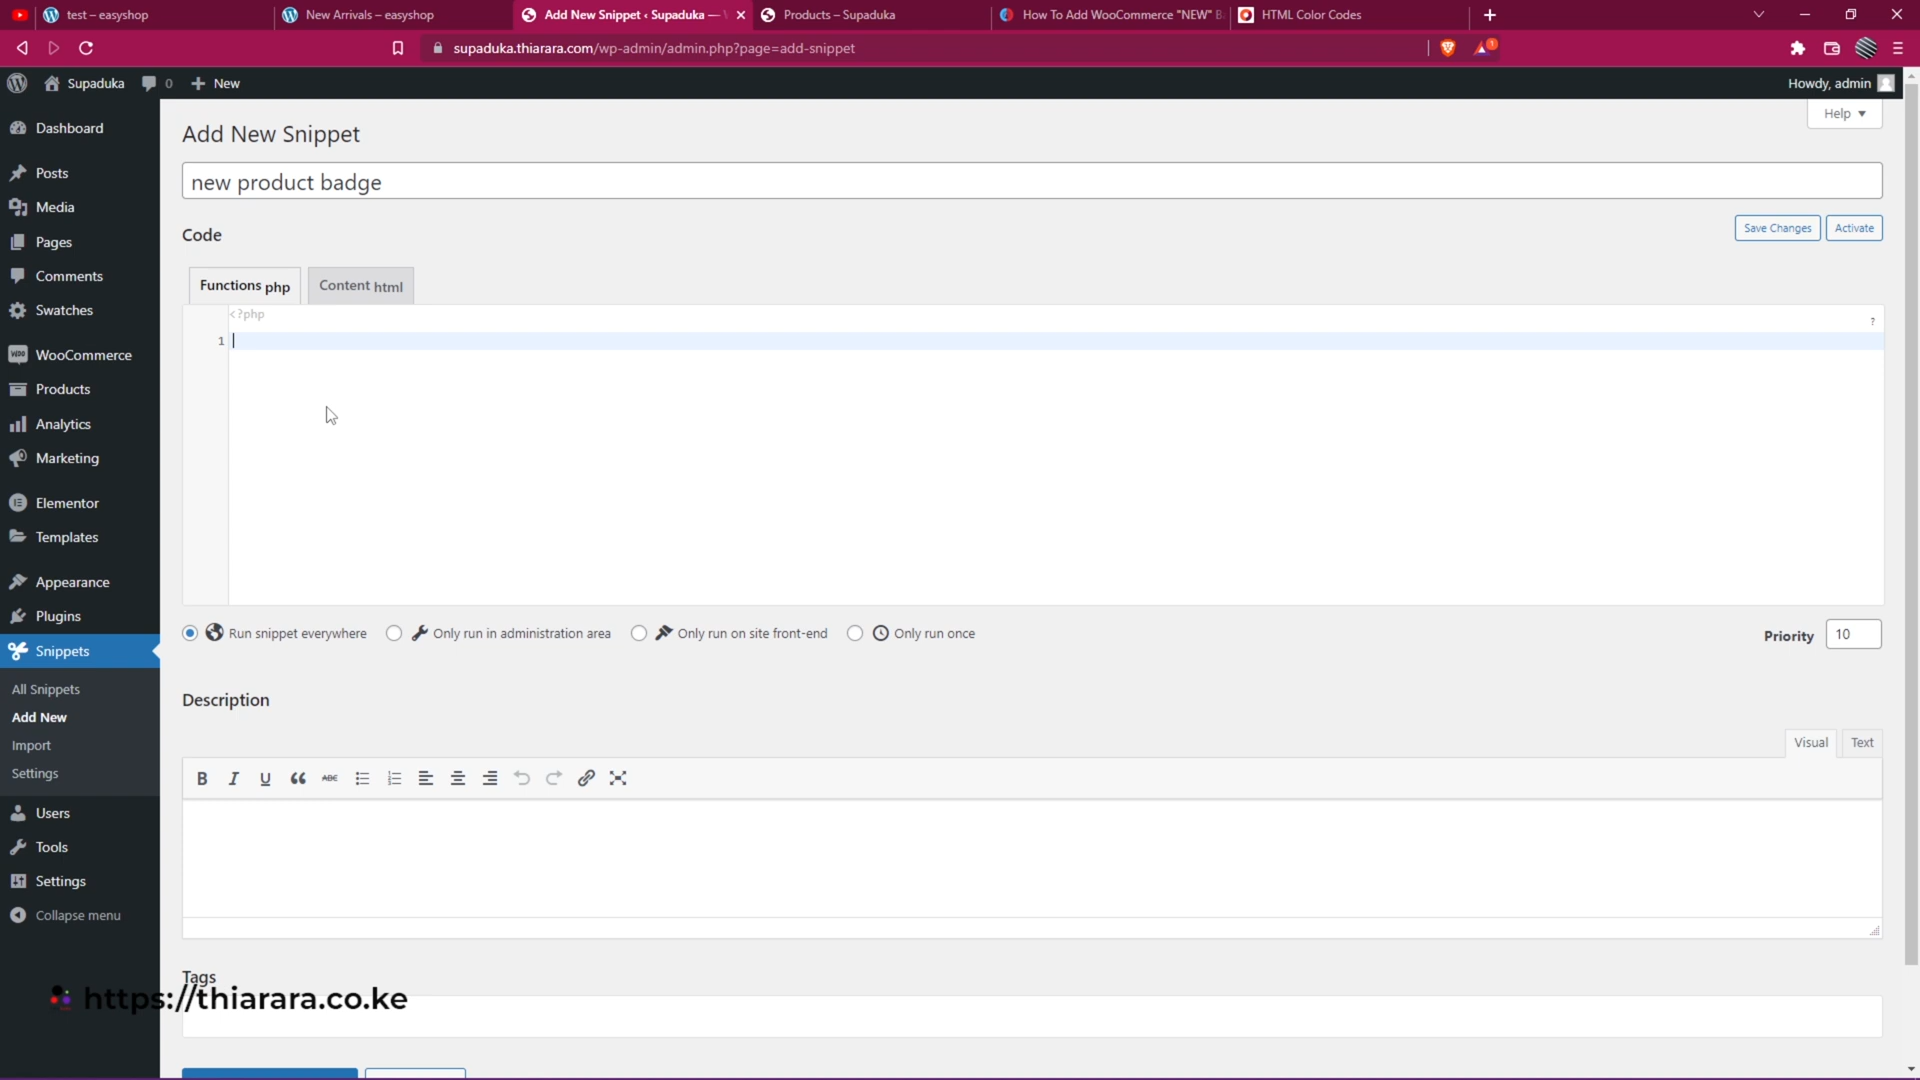 test – easyshop
New Arrivals – easyshop
Add New Snippet ‹ Supaduka —
Products – Supaduka
How To Add WooCommerce "NEW"
HTML Color Codes
supaduka.thiarara.com/wp-admin/admin.php?page=add-snippet
1
Supaduka
0
New
Howdy, admin
Help
Dashboard
Posts
Media
Pages
Comments
Swatches
WooCommerce
Products
Analytics
Marketing
Elementor
Templates
Appearance
Plugins
Snippets
All Snippets
Add New
Import
Settings
Users
Tools
Settings
Collapse menu
Add New Snippet
new product badge
Code
Save Changes
Activate
Functions php
Content html
<?php
?
1
Run snippet everywhere
Only run in administration area
Only run on site front-end
Only run once
Priority
10
Description
Visual
Text
B I U ABC
Tags
https://thiarara.co.ke